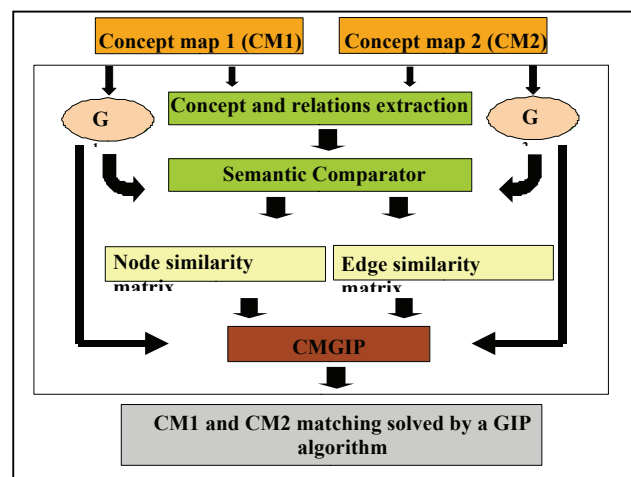 Concept map 1 (CM1)
Concept map 2 (CM2)
Concept and relations extraction
G
G
Semantic Comparator
Node similarity
matrix
Edge similarity
matrix
CMGIP
CM1 and CM2 matching solved by a GIP
algorithm